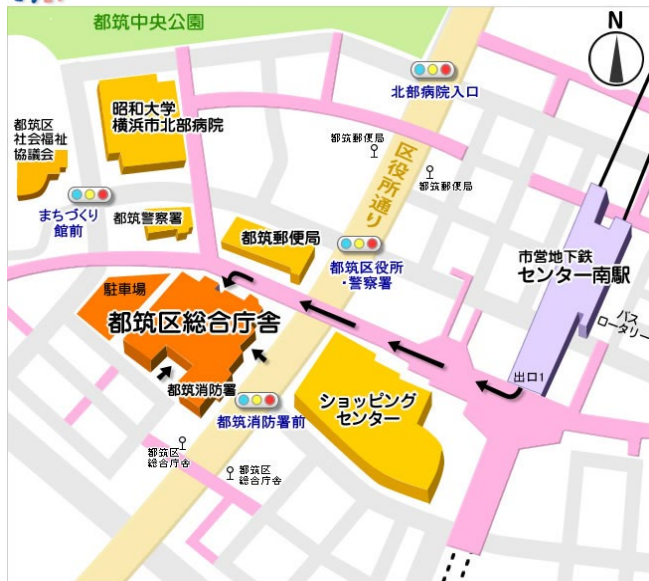 都筑中央公園
N
北部病院入口
昭和大学
横浜市北部病院
都筑区
社会福祉
協議会
都筑郵便局
都筑郵便局
区役所通り
まちづくり
館前
都筑警察署
都筑郵便局
都筑区役所
・警察署
市営地下鉄
センター南駅
バス
ロータリー
駐車場
都筑区総合庁舎
出口1
都筑消防署
都筑消防署前
ショッピング
センター
都筑区
総合庁舎
都筑区
総合庁舎